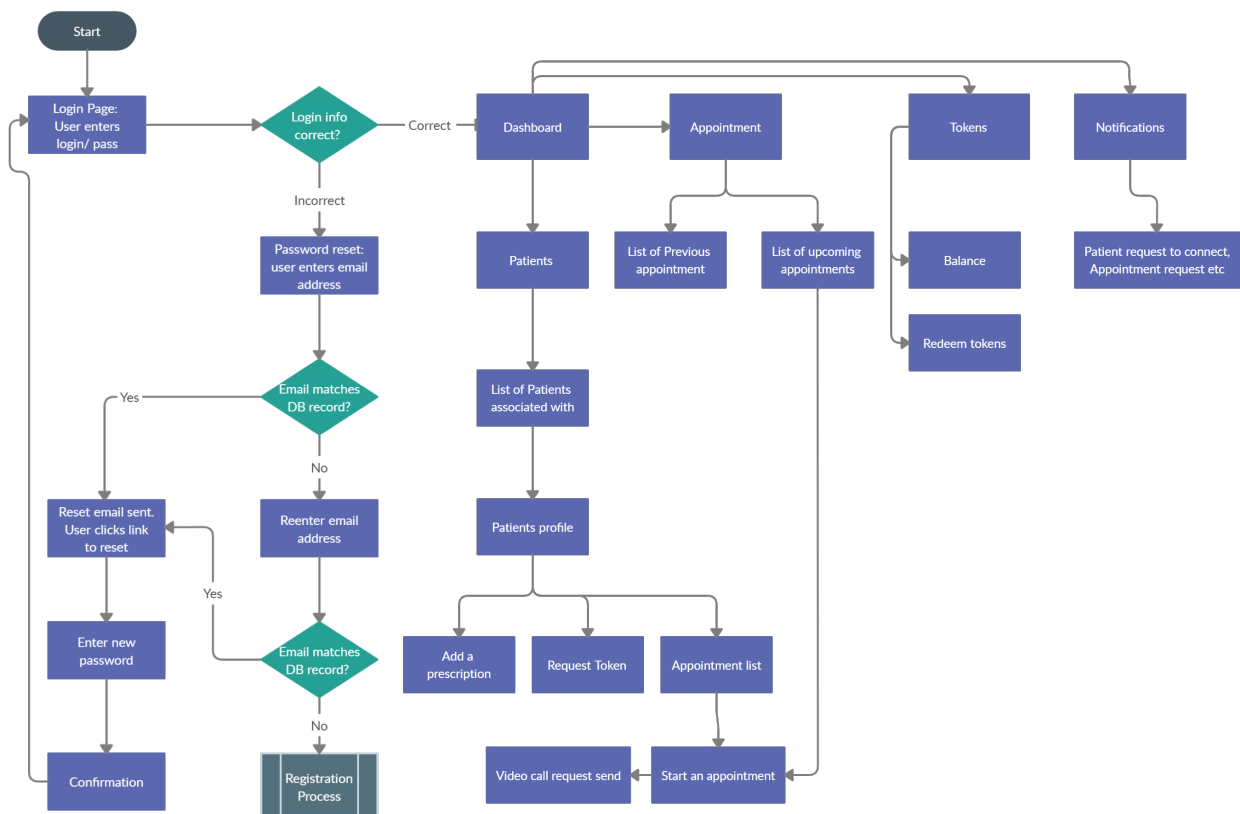 Start
Login Page:
User enters
login/ pass
Login info
correct?
Correct
Dashboard
Appointment
Tokens
Notifications
Incorrect
Password reset:
user enters email
address
Patients
List of Previous
appointment
List of upcoming
appointments
Balance
Patient request to connect,
Appointment request etc
Redeem tokens
Email matches
DB record?
Yes
No
List of Patients
associated with
Reset email sent.
User clicks link
to reset
Reenter email
address
Patients profile
Yes
Enter new
password
Email matches
DB record?
Add a
prescription
Request Token
Appointment list
No
Confirmation
Registration
Process
Video call request send
Start an appointment